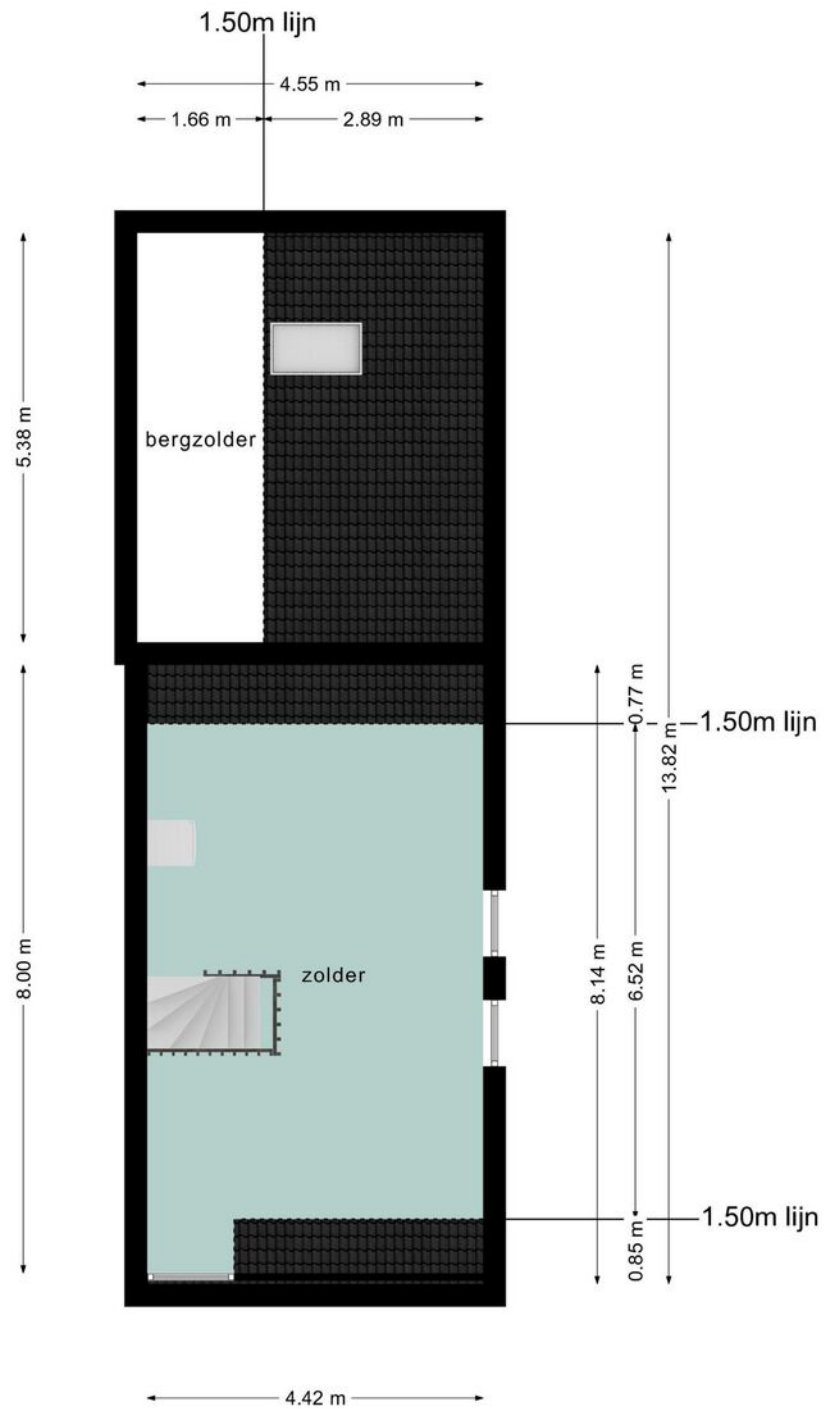 1.50m lijn
4.55 m
1.66 m
2.89 m
5.38 m
bergzolder
0.77 m
1.50m lijn
13.82 m
8.00 m
zolder
8.14 m
6.52 m
1.50m lijn
0.85 m
4.42 m